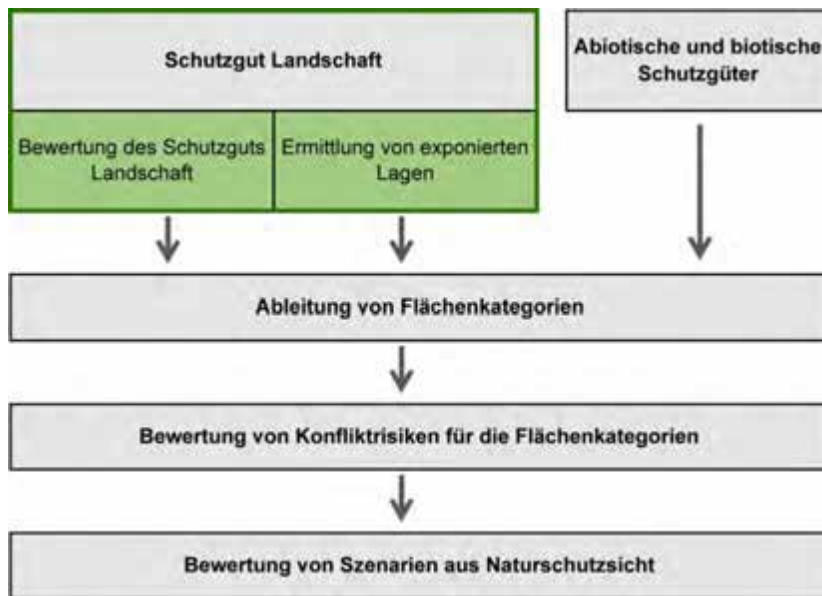 Schutzgut Landschaft
Abiotische und biotische
Schutzgüter
Bewertung des Schutzguts
Landschaft
Ermittlung von exponierten
Lagen
Ableitung von Flächenkategorien
Bewertung von Konfliktrisiken für die Flächenkategorien
Bewertung von Szenarien aus Naturschutzsicht